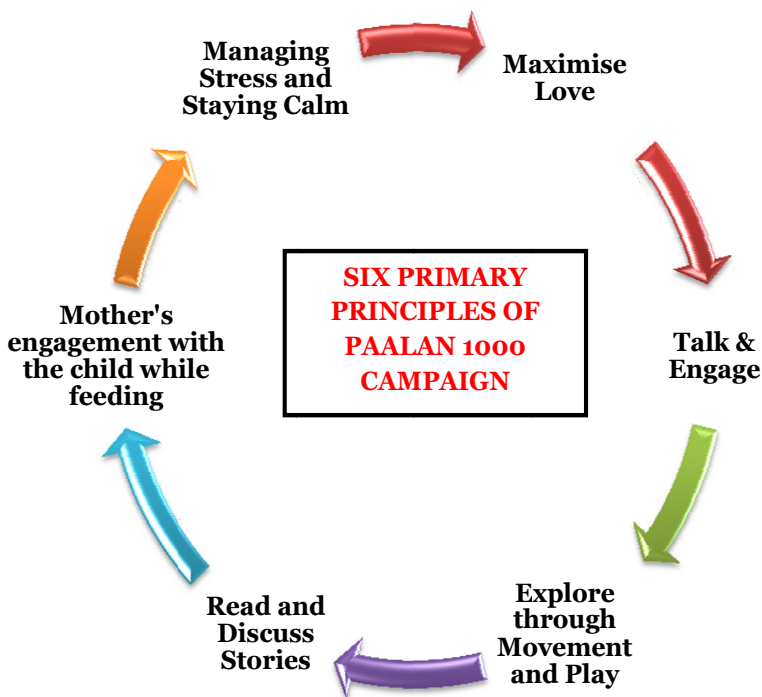 Managing
Stress and
Staying Calm
Maximise
Love
SIX PRIMARY
PRINCIPLES OF
PAALAN 1000
CAMPAIGN
Talk &
Engage
Mother's
engagement with
the child while
feeding
Explore
through
Movement
and Play
Read and
Discuss
Stories